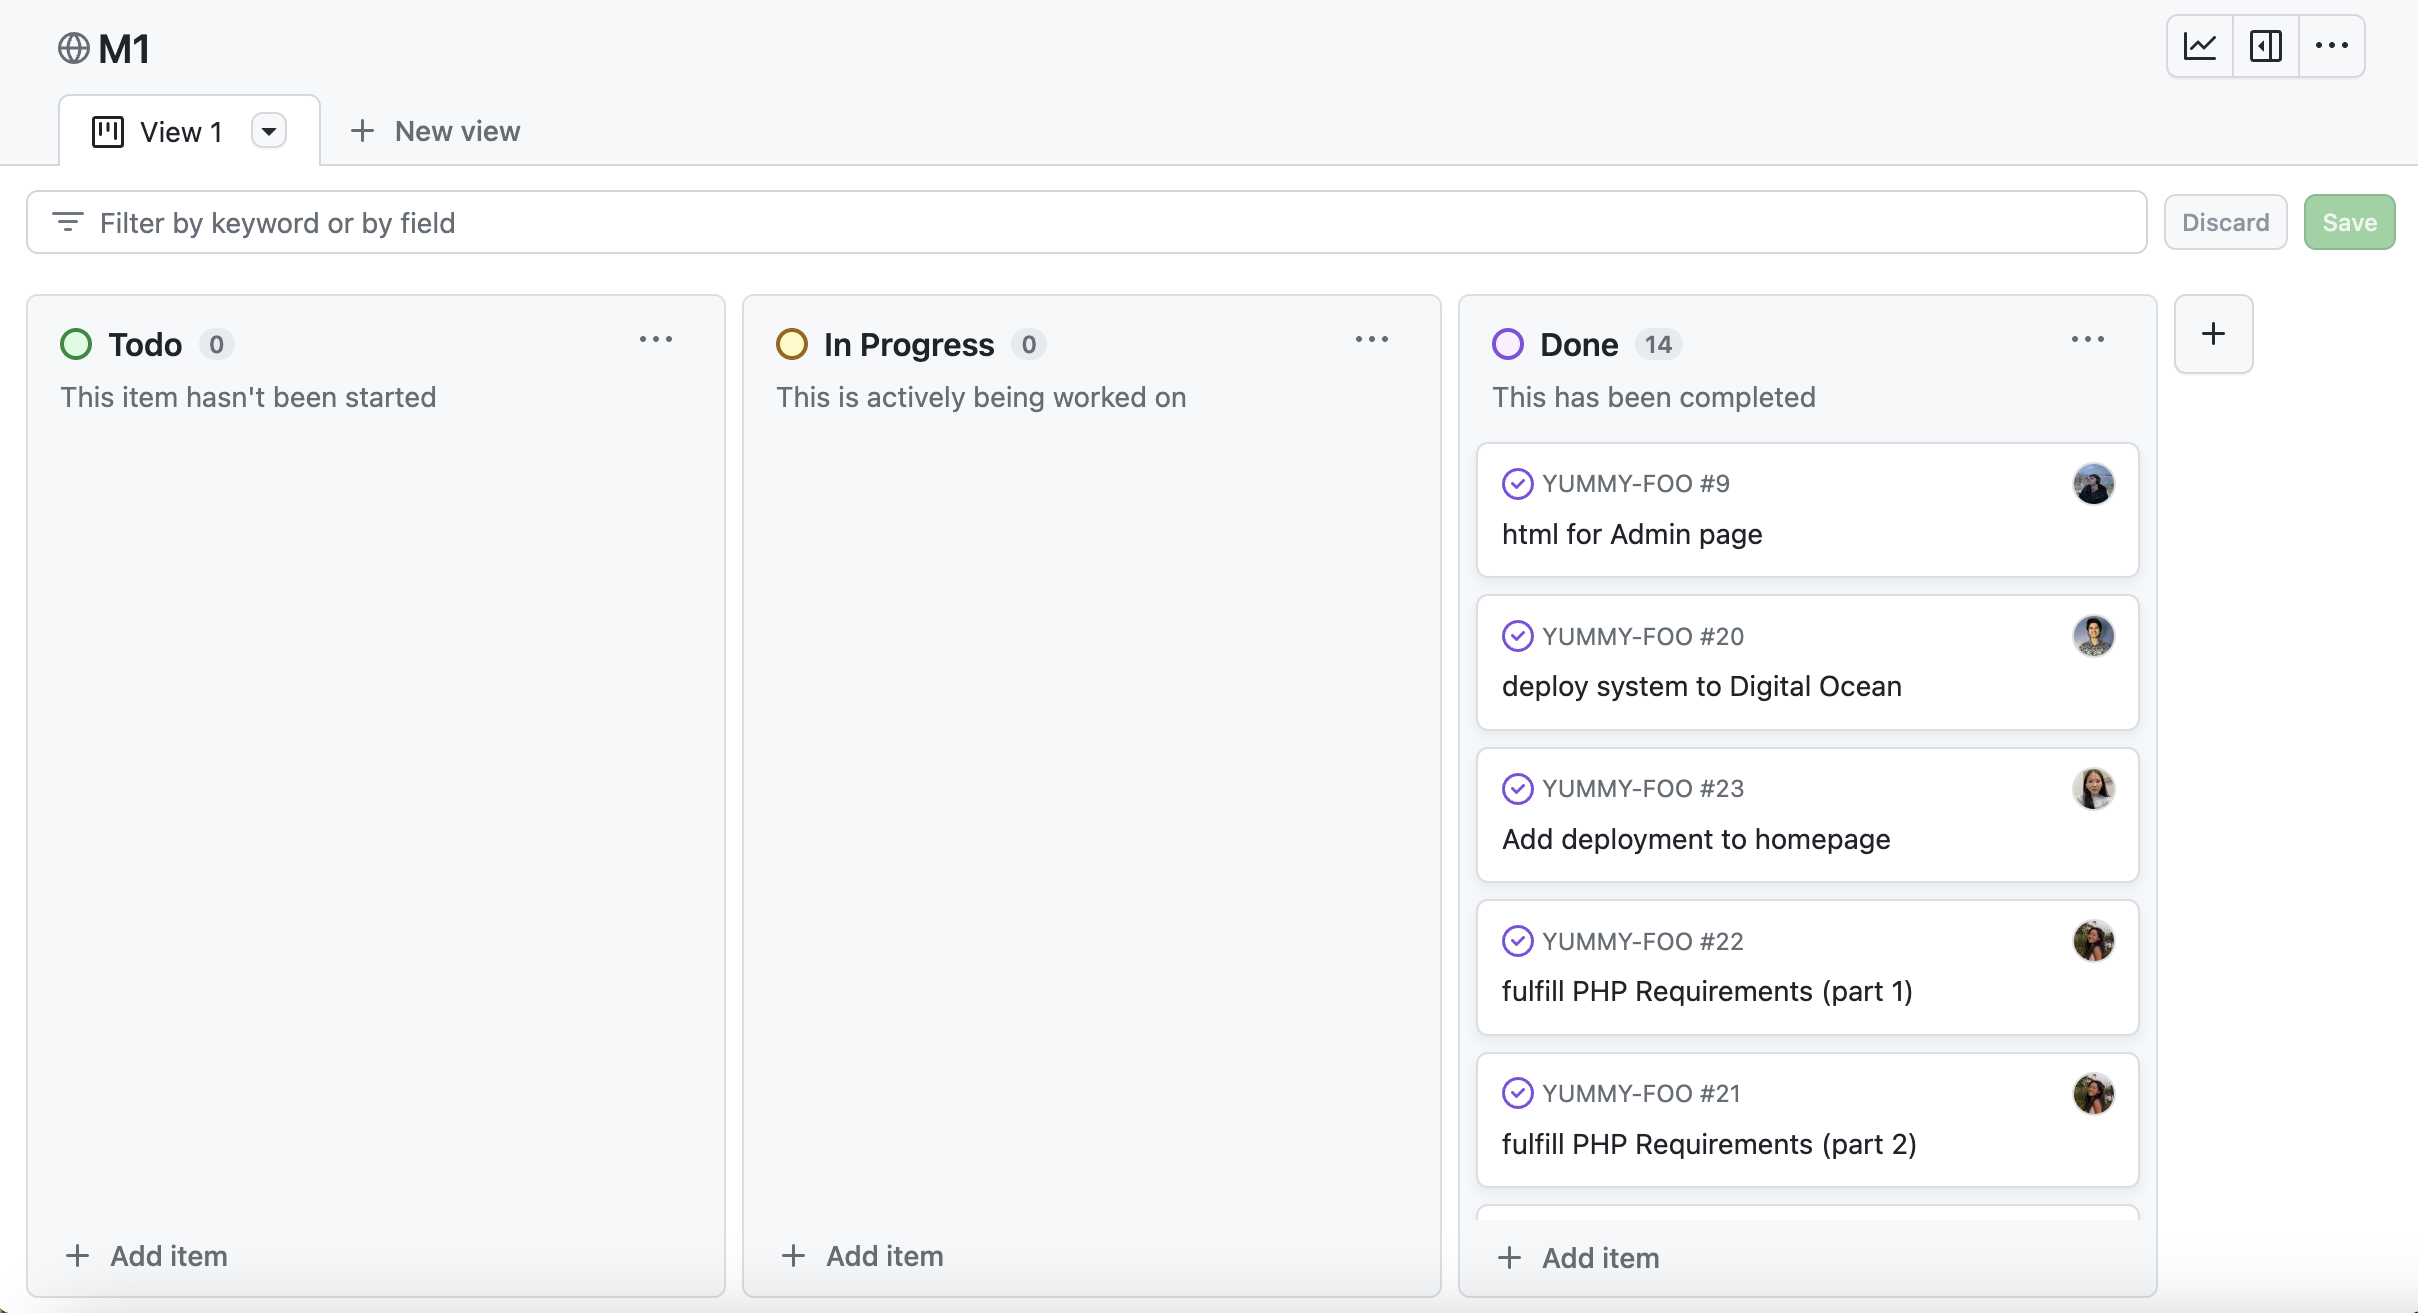 M1
View 1
New view
Filter by keyword or by field
Discard
Save
Todo 0
This item hasn't been started
Add item
In Progress 0
This is actively being worked on
Add item
Done 14
This has been completed
YUMMY-FOO #9
html for Admin page
YUMMY-FOO #20
deploy system to Digital Ocean
YUMMY-FOO #23
Add deployment to homepage
YUMMY-FOO #22
fulfill PHP Requirements (part 1)
YUMMY-FOO #21
fulfill PHP Requirements (part 2)
Add item